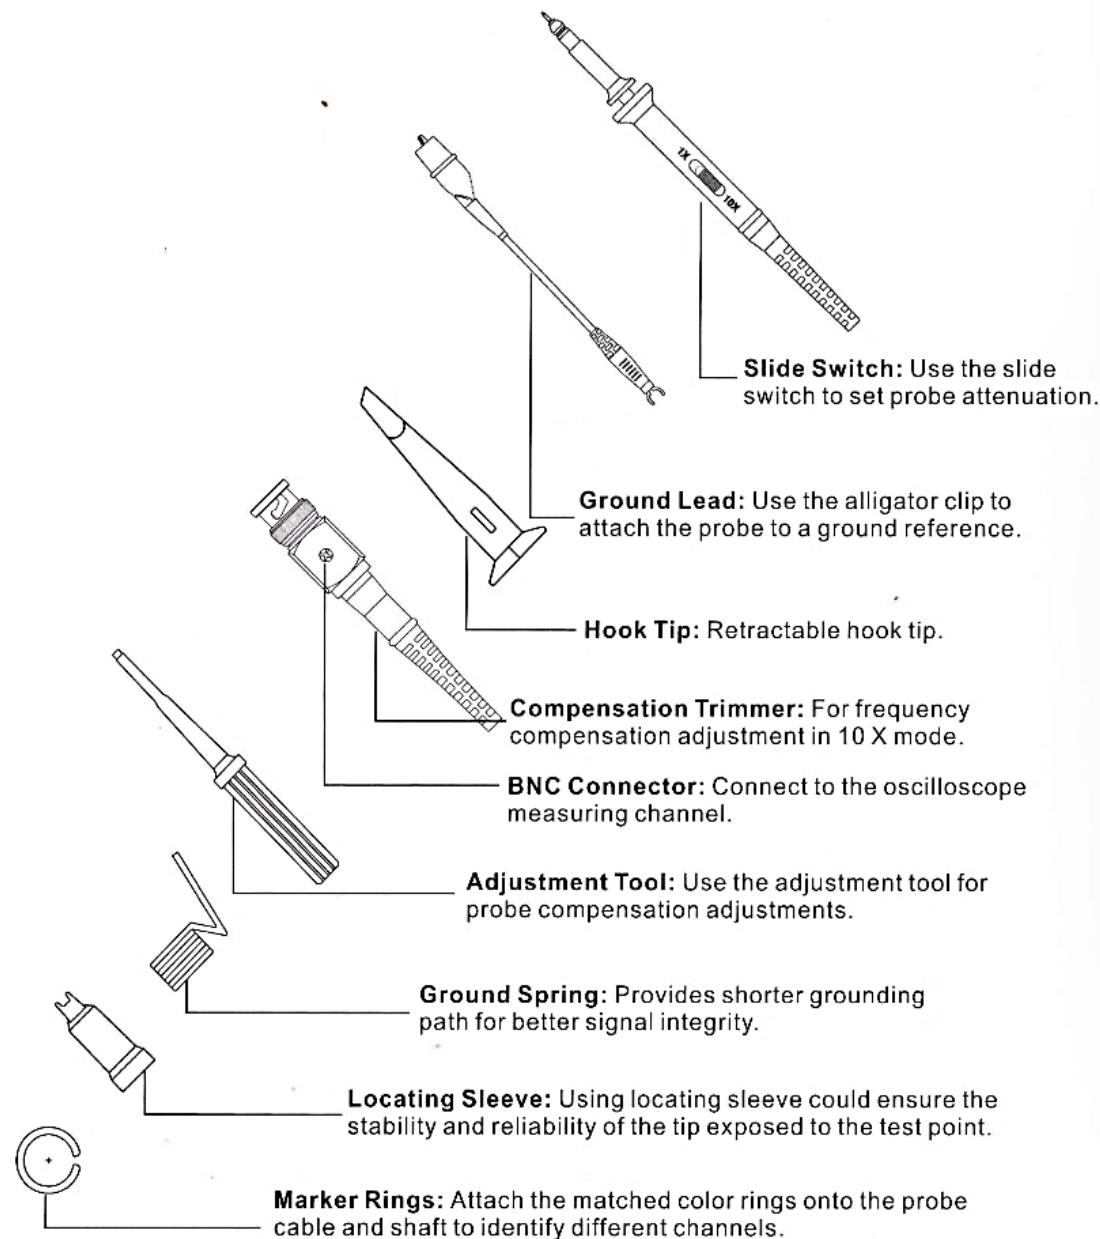 1X
10X
Slide Switch: Use the slide
switch to set probe attenuation.
Ground Lead: Use the alligator clip to
attach the probe to a ground reference.
Hook Tip: Retractable hook tip.
Compensation Trimmer: For frequency
compensation adjustment in 10 X mode.
BNC Connector: Connect to the oscilloscope
measuring channel.
Adjustment Tool: Use the adjustment tool for
probe compensation adjustments.
Ground Spring: Provides shorter grounding
path for better signal integrity.
Locating Sleeve: Using locating sleeve could ensure the
stability and reliability of the tip exposed to the test point.
Marker Rings: Attach the matched color rings onto the probe
cable and shaft to identify different channels.